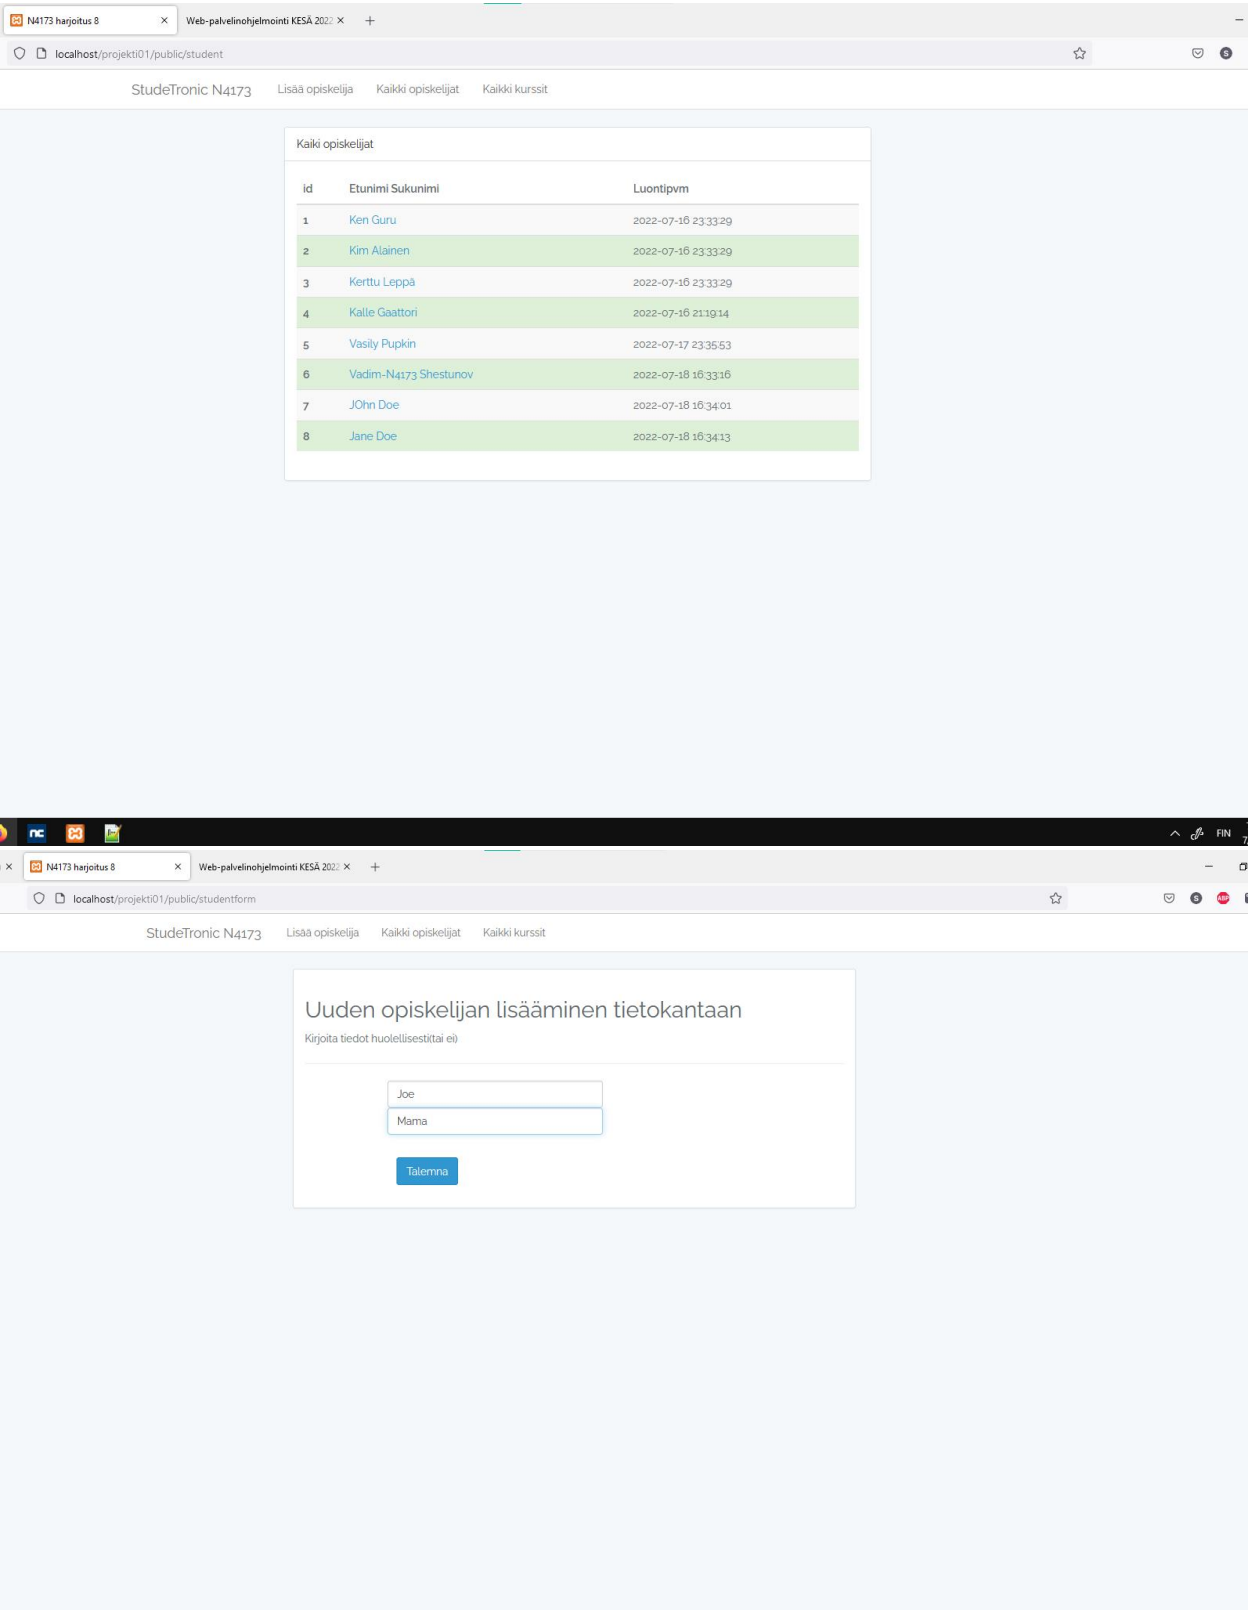 N4173 harjoitus 8 Web-palvelinohjelmointi KESÄ 2022
localhost/projekti01/public/student
StudeTronic N4173 Lisää opiskelija Kaikki opiskelijat Kaikki kurssit
Kaiki opiskelijat
id Etunimi Sukunimi Luontipvm
1 Ken Guru 2022-07-16 23:33:29
2 Kim Alainen 2022-07-16 23:33:29
3 Kerttu Leppä 2022-07-16 23:33:29
4 Kalle Gaattori 2022-07-16 21:19:14
5 Vasily Pupkin 2022-07-17 23:35:53
6 Vadim-N4173 Shestunov 2022-07-18 16:33:16
7 JOhn Doe 2022-07-18 16:34:01
8 Jane Doe 2022-07-18 16:34:13
nc FIN
N4173 harjoitus 8 Web-palvelinohjelmointi KESÄ 2022
localhost/projekti01/public/studentform
ABP
StudeTronic N4173 Lisää opiskelija Kaikki opiskelijat Kaikki kurssit
Uuden opiskelijan lisääminen tietokantaan
Kirjoita tiedot huolellisesti(tai ei)
Joe
Mama
Talemna